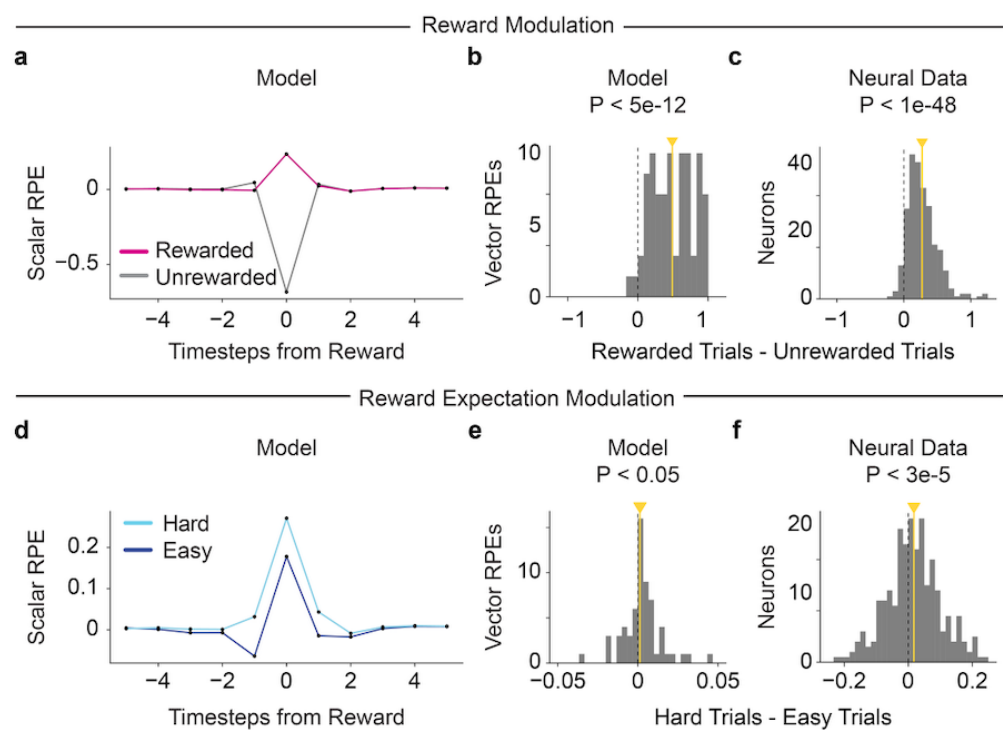 Reward Modulation
a
Model
Scalar RPE
0
−0.5
Rewarded
Unrewarded
−4 −2 0 2 4
Timesteps from Reward
b
Model
P < 5e-12
Vector RPEs
10
5
0
−1 0 1
c
Neural Data
P < 1e-48
Neurons
40
20
0
−1 0 1
Rewarded Trials - Unrewarded Trials
Reward Expectation Modulation
d
Model
Scalar RPE
0.2
0.1
0
Hard
Easy
−4 −2 0 2 4
Timesteps from Reward
e
Model
P < 0.05
Vector RPEs
10
0
−0.05 0 0.05
f
Neural Data
P < 3e-5
Neurons
20
10
0
−0.2 0 0.2
Hard Trials - Easy Trials